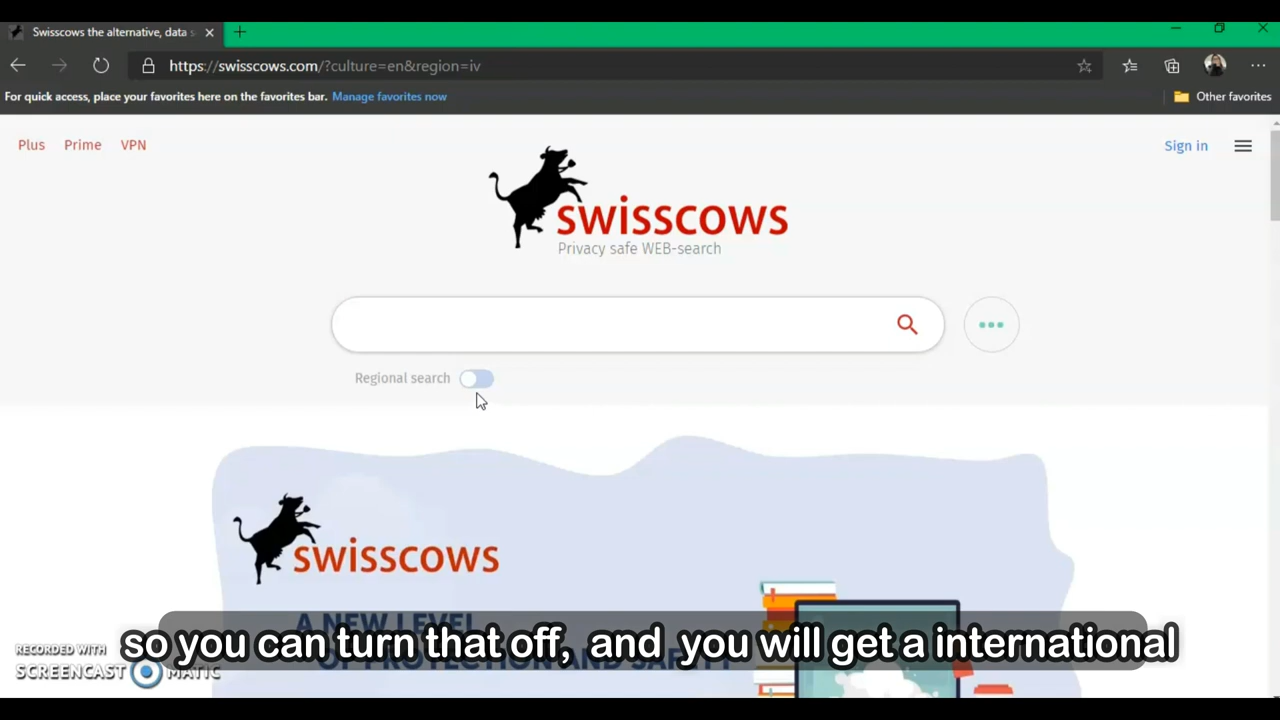 Swisscows the alternative, data s
https://swisscows.com/?culture=en&region=iv
For quick access, place your favorites here on the favorites bar. Manage favorites now
Other favorites
Plus Prime VPN
Sign in
swisscows
Privacy safe WEB-search
Regional search
swisscows
A NEW LEVEL
OF PROTECTION AND SAFETY
so you can turn that off, and you will get a international
RECORDED WITH
SCREENCAST MATIC